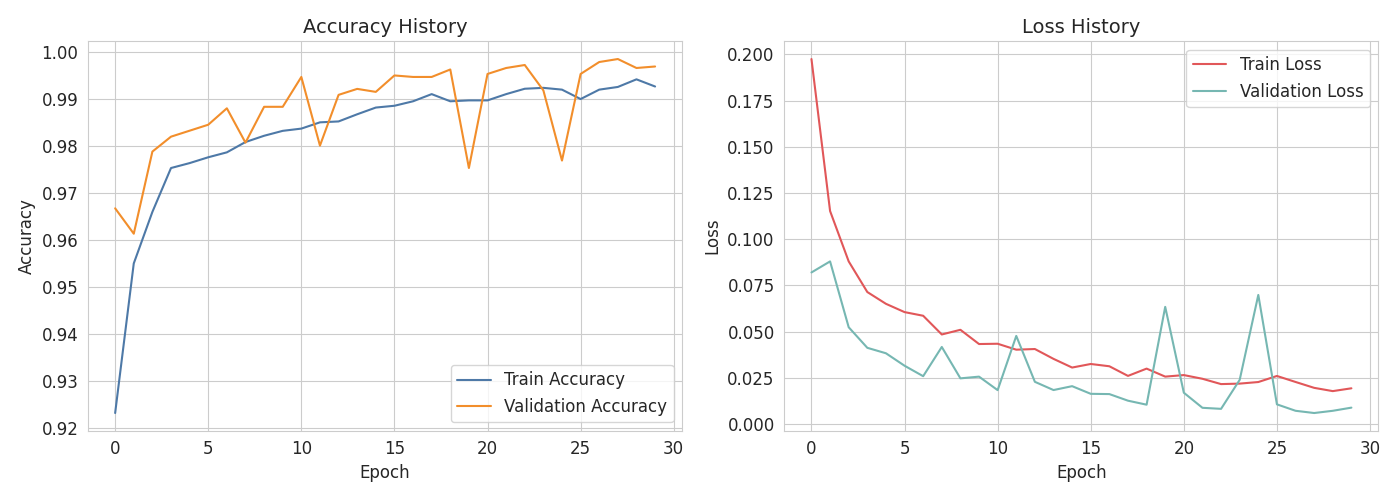 Accuracy History
1.00
0.99
0.98
0.97
0.96
0.95
0.94
0.93
0.92
Accuracy
Train Accuracy
Validation Accuracy
0 5 10 15 20 25 30
Epoch
Loss History
0.200
0.175
0.150
0.125
0.100
0.075
0.050
0.025
0.000
Loss
Train Loss
Validation Loss
0 5 10 15 20 25 30
Epoch